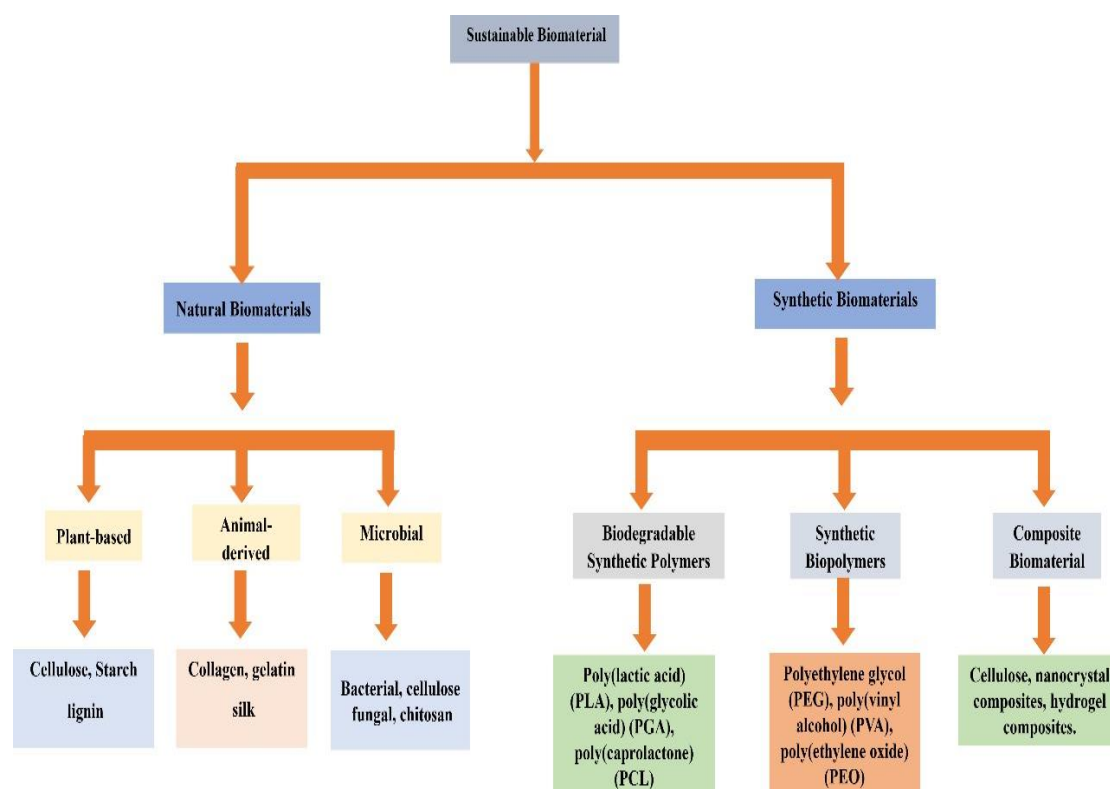 Sustainable Biomaterial
Natural Biomaterials
Synthetic Biomaterials
Plant-based
Animal-
derived
Microbial
Biodegradable
Synthetic Polymers
Synthetic
Biopolymers
Composite
Biomaterial
Cellulose, Starch
lignin
Collagen, gelatin
silk
Bacterial, cellulose
fungal, chitosan
Poly(lactic acid)
(PLA), poly(glycolic
acid) (PGA),
poly(caprolactone)
(PCL)
Polyethylene glycol
(PEG), poly(vinyl
alcohol) (PVA),
poly(ethylene oxide)
(PEO)
Cellulose, nanocrystal
composites, hydrogel
composites.